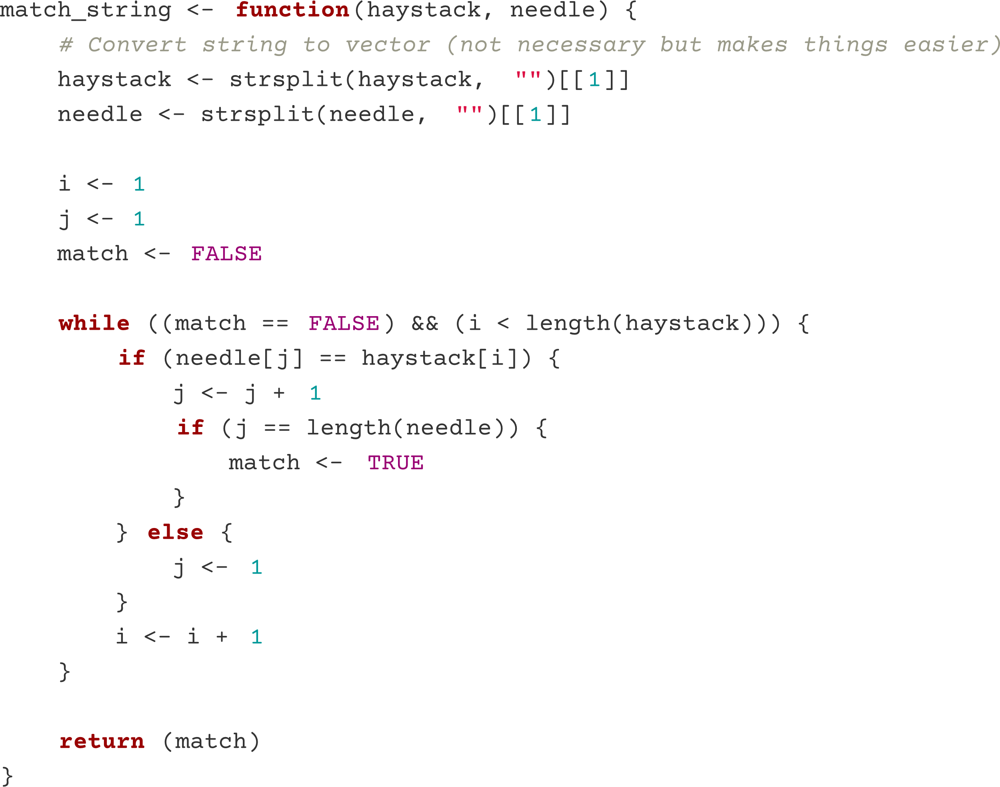 match_string <- function(haystack, needle) {
# Convert string to vector (not necessary but makes things easier)
haystack <- strsplit(haystack, "")[[1]]
needle <- strsplit(needle, "")[[1]]
i <- 1
j <- 1
match <- FALSE
while ((match == FALSE) && (i < length(haystack))) {
if (needle[j] == haystack[i]) {
j <- j + 1
if (j == length(needle)) {
match <- TRUE
}
} else {
j <- 1
}
i <- i + 1
}
return (match)
}